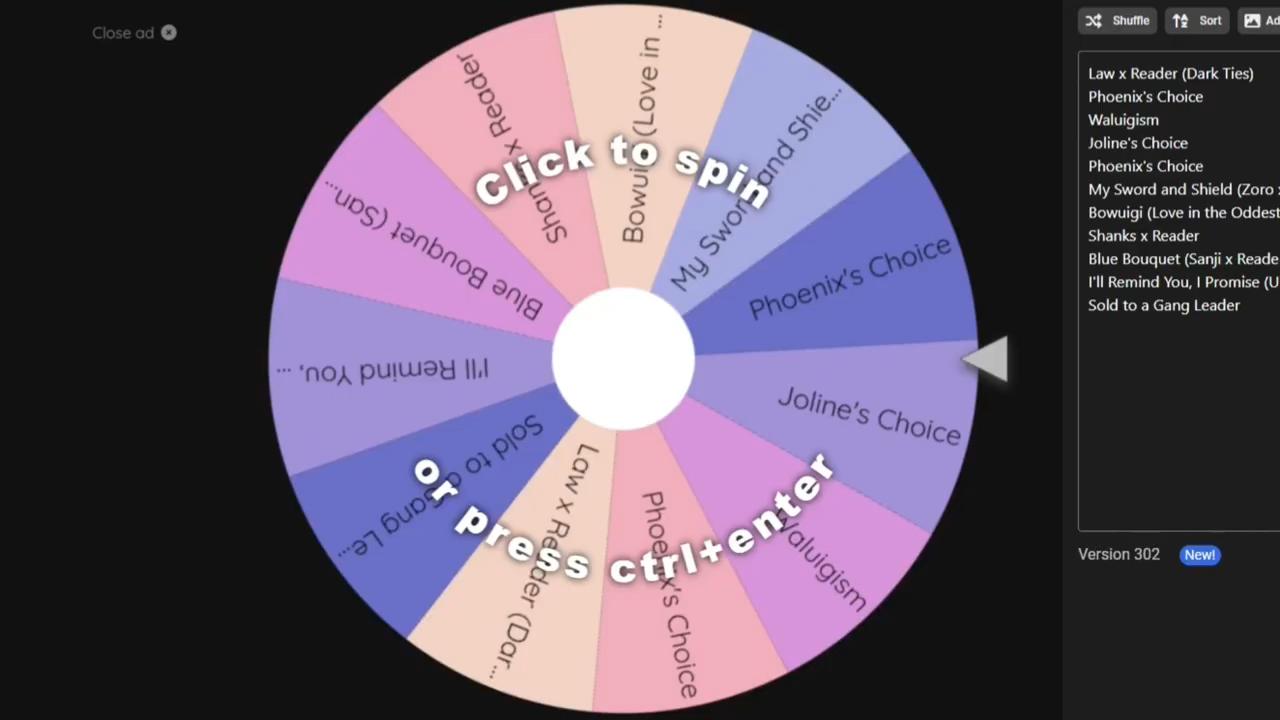 Close ad
Shuffle
Sort
Ad
Law x Reader (Dark Ties)
Phoenix's Choice
Waluigism
Joline's Choice
Phoenix's Choice
My Sword and Shield (Zoro
Bowuigi (Love in the Oddest
Shanks x Reader
Blue Bouquet (Sanji x Reade
I'll Remind You, I Promise (U
Sold to a Gang Leader
Version 302
New!
Click to spin
or press ctrl+enter
Bowuigi (Love in ...
My Sword and Shie...
Phoenix's Choice
Joline's Choice
Waluigism
Phoenix's Choice
Law x Reader (Dar...
Sold to a Gang Le...
I'll Remind You, ...
Blue Bouquet (San...
Shanks x Reader